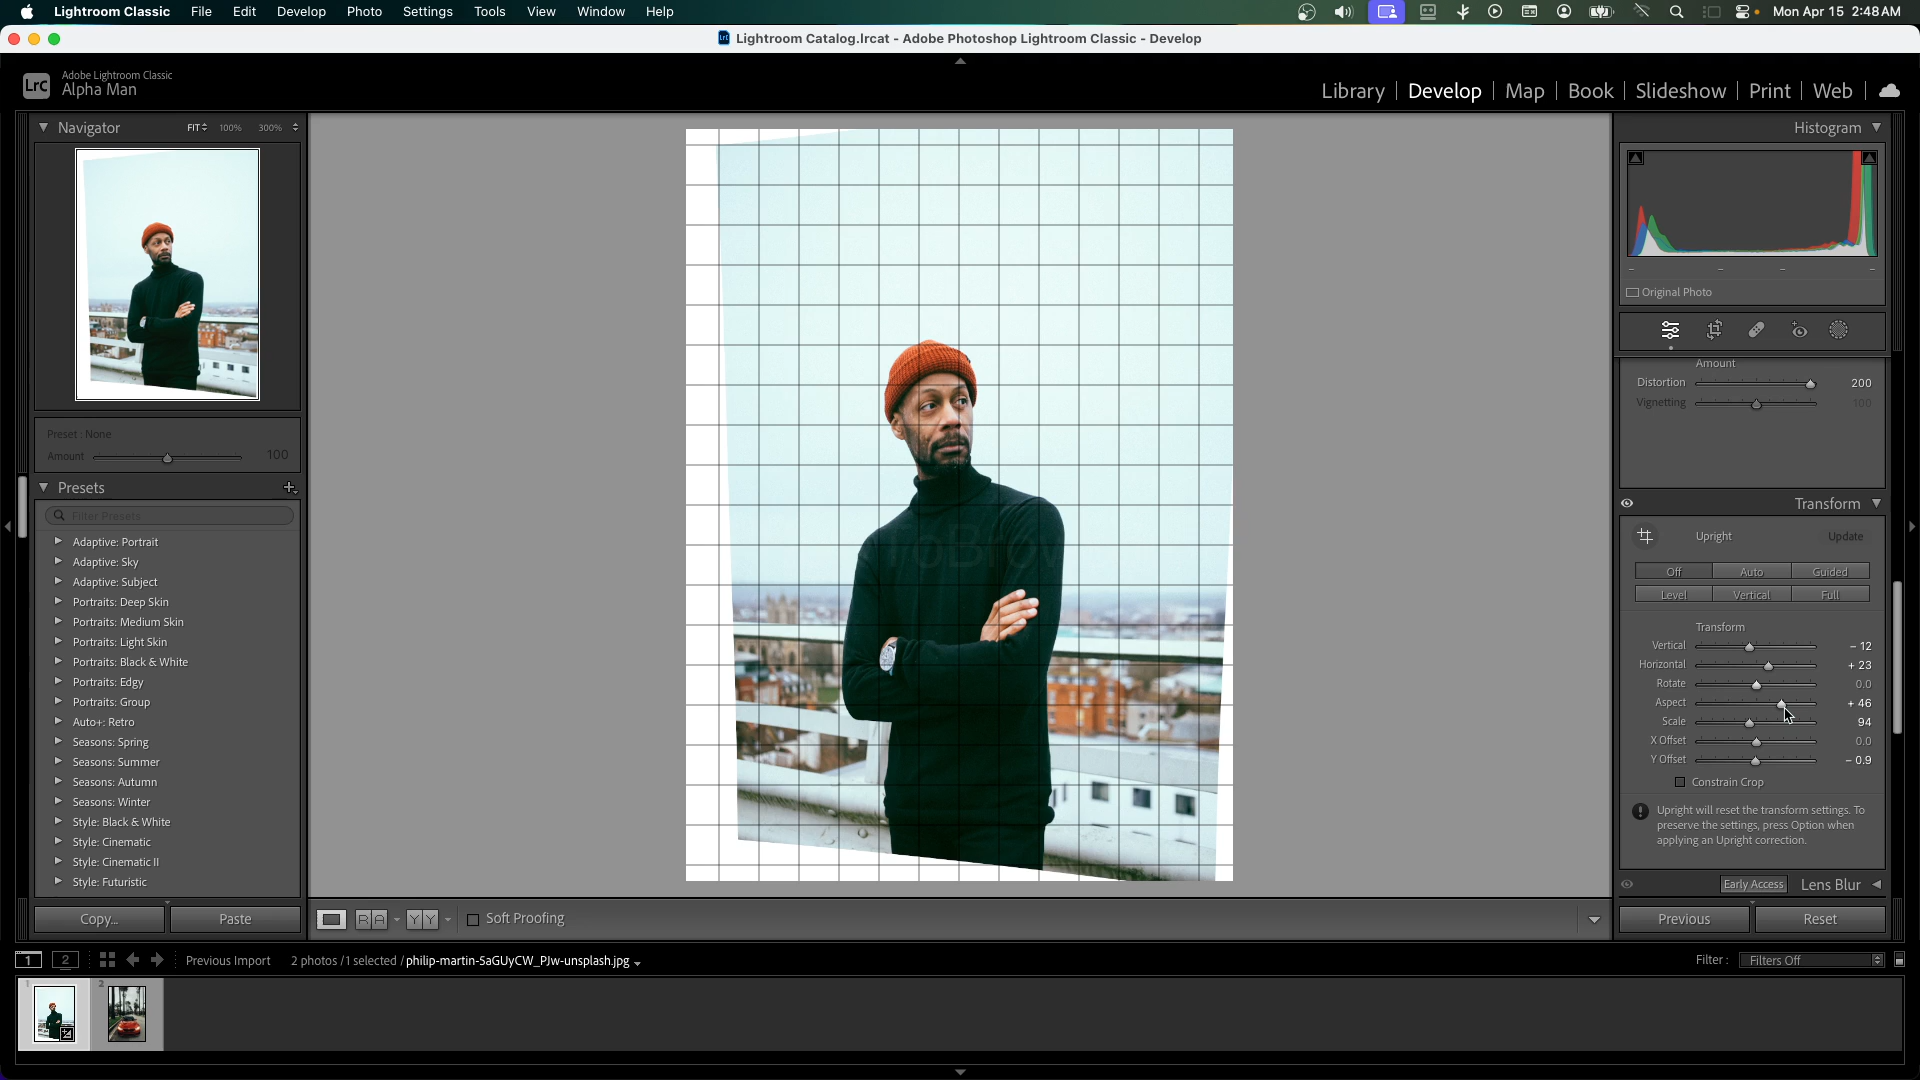 Lightroom Classic File Edit Develop Photo Settings Tools View Window Help Mon Apr 15 2:48AM
Lightroom Catalog.lrcat - Adobe Photoshop Lightroom Classic - Develop
LrC Adobe Lightroom Classic
Alpha Man
Library Develop Map Book Slideshow Print Web
Navigator FIT 100% 300%
Preset : None
Amount 100
Presets
Filter Presets
Adaptive: Portrait
Adaptive: Sky
Adaptive: Subject
Portraits: Deep Skin
Portraits: Medium Skin
Portraits: Light Skin
Portraits: Black & White
Portraits: Edgy
Portraits: Group
Auto+: Retro
Seasons: Spring
Seasons: Summer
Seasons: Autumn
Seasons: Winter
Style: Black & White
Style: Cinematic
Style: Cinematic II
Style: Futuristic
Copy... Paste
R A Y Y Soft Proofing
Histogram
Original Photo
Amount
Distortion 200
Vignetting 100
Transform
Upright Update
Off Auto Guided
Level Vertical Full
Transform
Vertical – 12
Horizontal + 23
Rotate 0.0
Aspect + 46
Scale 94
X Offset 0.0
Y Offset – 0.9
Constrain Crop
Upright will reset the transform settings. To
preserve the settings, press Option when
applying an Upright correction.
Early Access Lens Blur
Previous Reset
1 2 Previous Import 2 photos / 1 selected / philip-martin-5aGUyCW_PJw-unsplash.jpg Filter : Filters Off
1 2